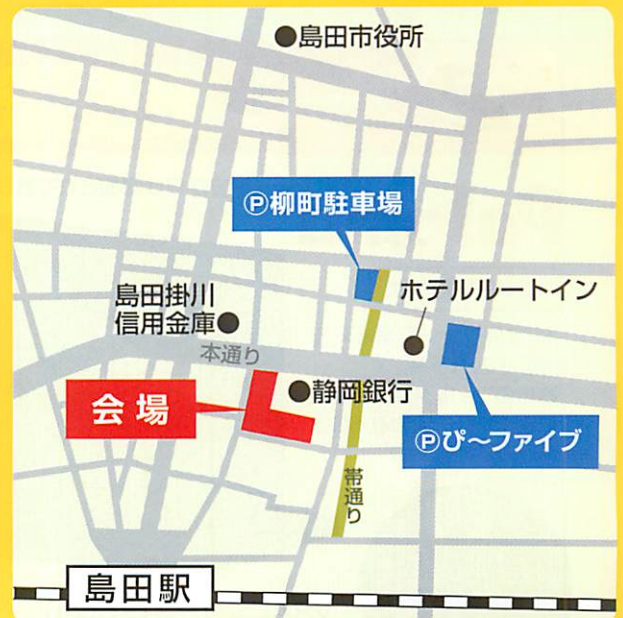 ●島田市役所
Ⓟ柳町駐車場
島田掛川
信用金庫●
ホテルルートイン
本通り
会場
●静岡銀行
Ⓟぴ~ファイブ
帯通り
島田駅